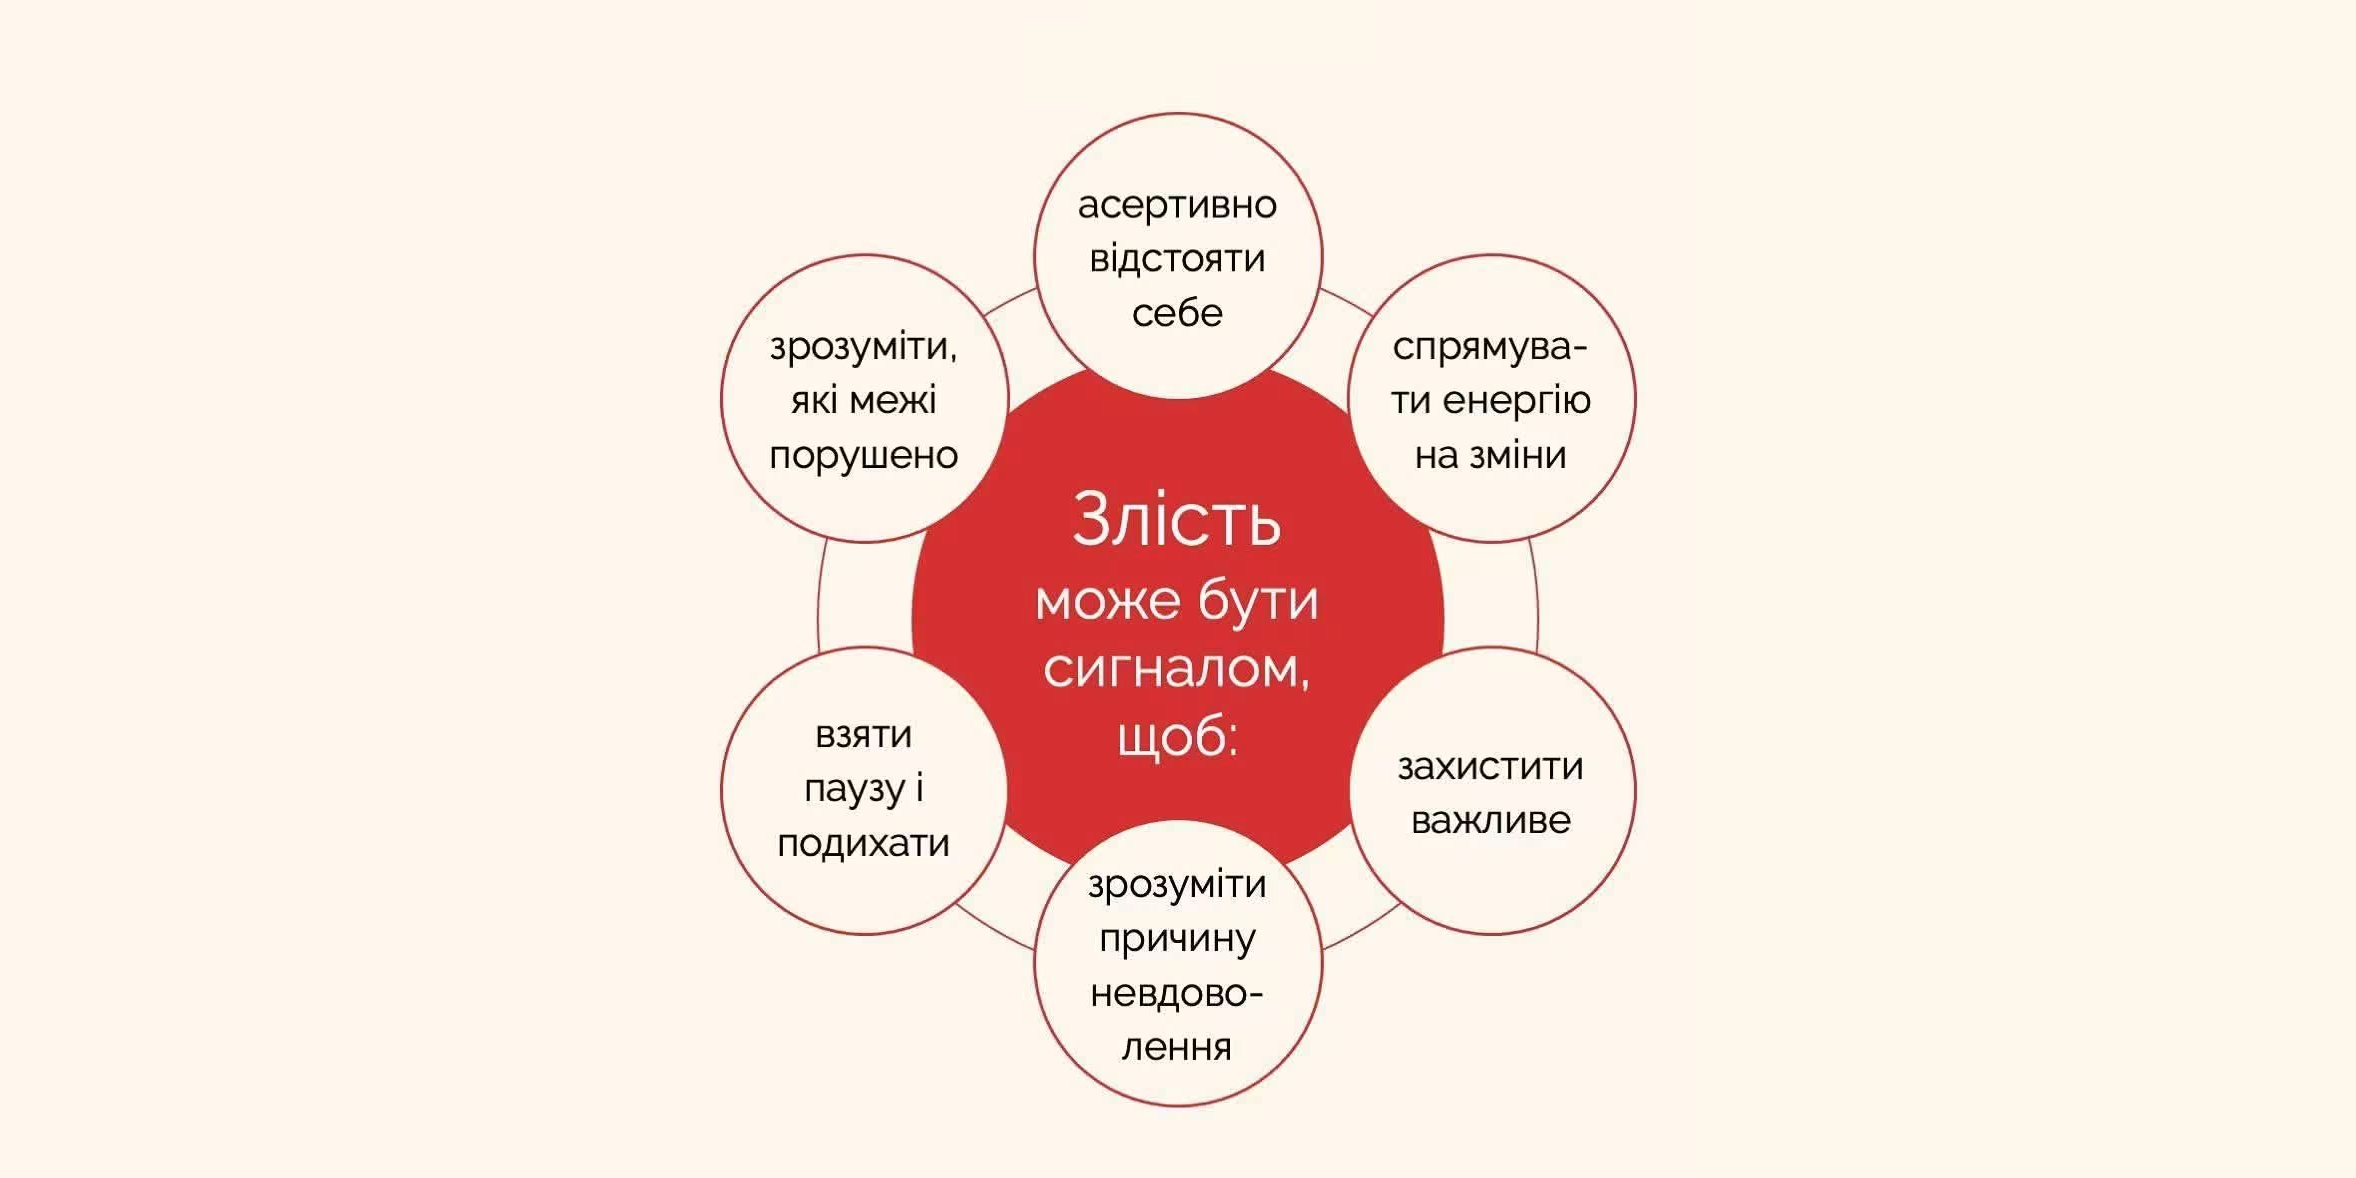 Злість
може бути
сигналом,
щоб:
асертивно
відстояти
себе
спрямува-
ти енергію
на зміни
захистити
важливе
зрозуміти
причину
невдово-
лення
взяти
паузу і
подихати
зрозуміти,
які межі
порушено